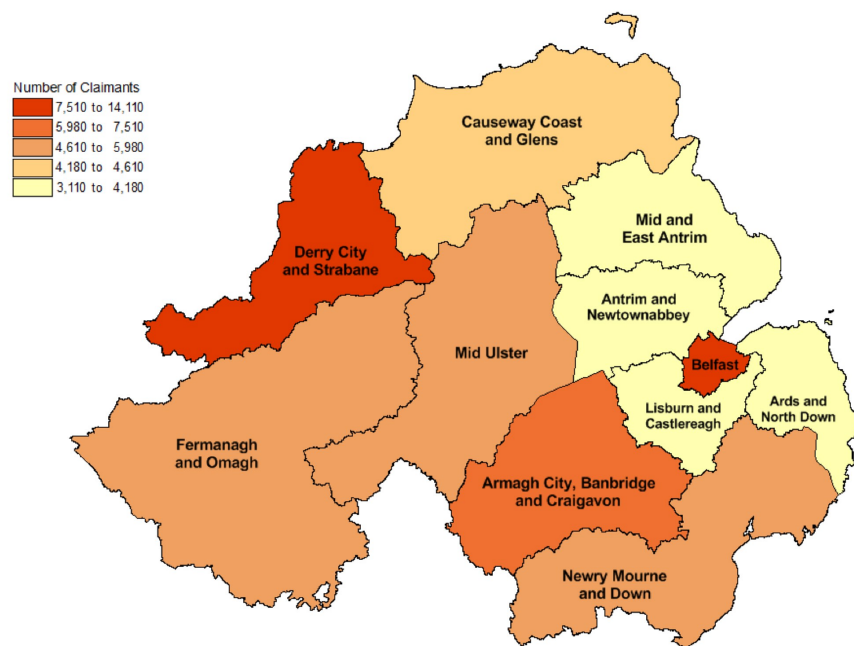 Number of Claimants
7,510 to 14,110
5,980 to 7,510
4,610 to 5,980
4,180 to 4,610
3,110 to 4,180
Causeway Coast
and Glens
Mid and
East Antrim
Derry City
and Strabane
Antrim and
Newtownabbey
Mid Ulster
Belfast
Ards and
North Down
Lisburn and
Castlereagh
Fermanagh
and Omagh
Armagh City, Banbridge
and Craigavon
Newry Mourne
and Down